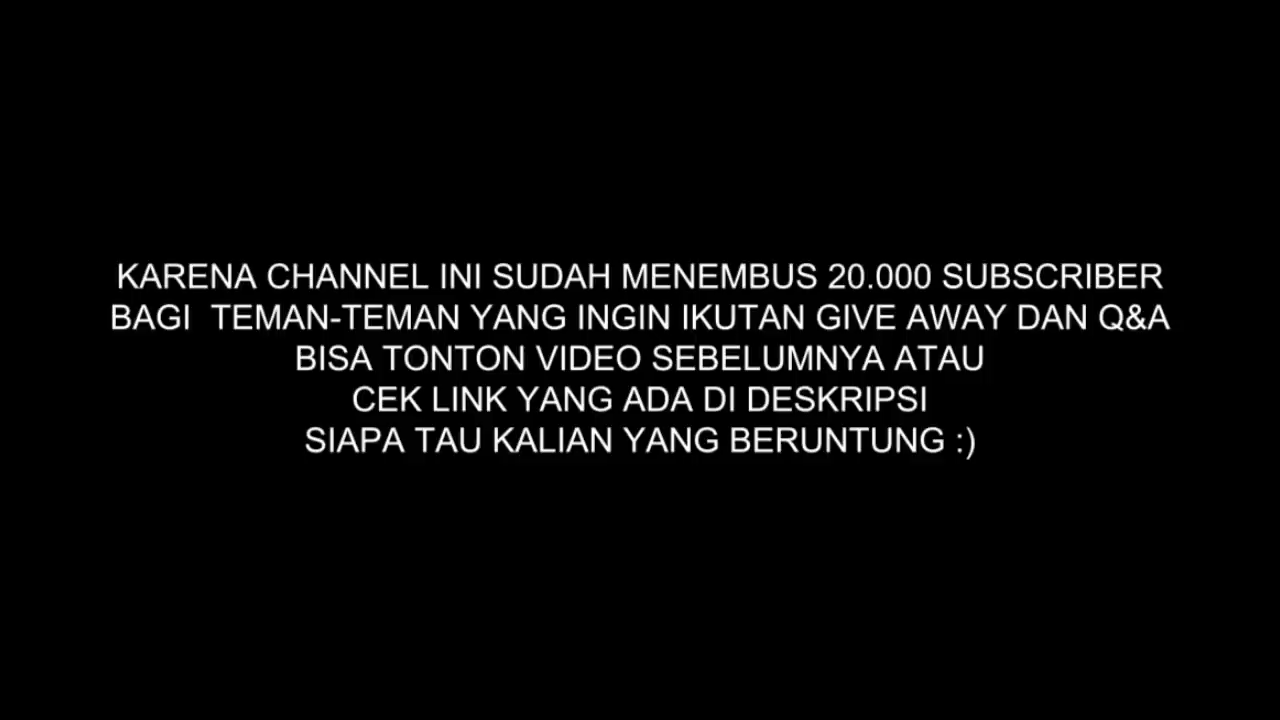 KARENA CHANNEL INI SUDAH MENEMBUS 20.000 SUBSCRIBER
BAGI  TEMAN-TEMAN YANG INGIN IKUTAN GIVE AWAY DAN Q&A
BISA TONTON VIDEO SEBELUMNYA ATAU
CEK LINK YANG ADA DI DESKRIPSI
SIAPA TAU KALIAN YANG BERUNTUNG :)